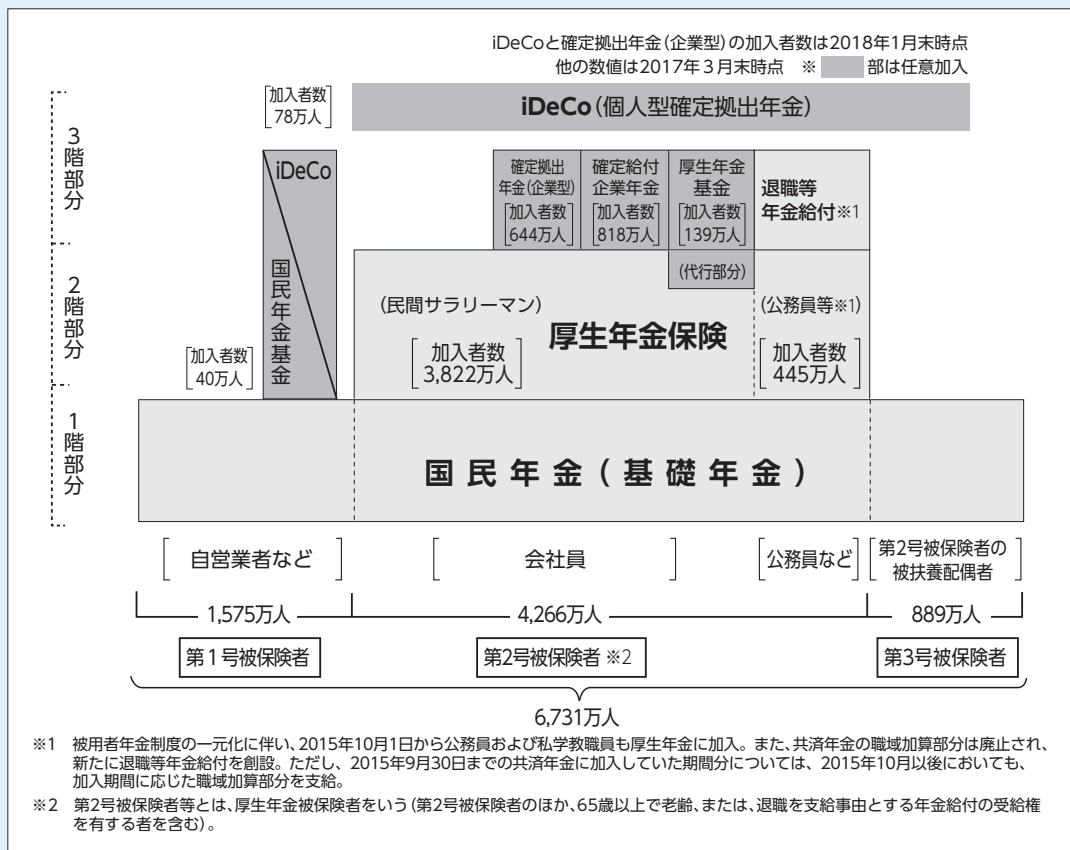 iDeCoと確定拠出年金(企業型)の加入者数は2018年1月末時点
他の数値は2017年3月末時点 ※ 部は任意加入
3階部分
2階部分
1階部分
加入者数
78万人
iDeCo(個人型確定拠出年金)
iDeCo
国民年金基金
加入者数
40万人
確定拠出
年金(企業型)
加入者数
644万人
確定給付
企業年金
加入者数
818万人
厚生年金
基金
加入者数
139万人
(代行部分)
退職等
年金給付※1
(民間サラリーマン)
厚生年金保険
加入者数
3,822万人
(公務員等※1)
加入者数
445万人
国民年金(基礎年金)
自営業者など
会社員
公務員など
第2号被保険者の
被扶養配偶者
1,575万人
4,266万人
889万人
第1号被保険者
第2号被保険者 ※2
第3号被保険者
6,731万人
※1 被用者年金制度の一元化に伴い、2015年10月1日から公務員および私学教職員も厚生年金に加入。また、共済年金の職域加算部分は廃止され、
新たに退職等年金給付を創設。ただし、2015年9月30日までの共済年金に加入していた期間分については、2015年10月以後においても、
加入期間に応じた職域加算部分を支給。
※2 第2号被保険者等とは、厚生年金被保険者をいう(第2号被保険者のほか、65歳以上で老齢、または、退職を支給事由とする年金給付の受給権
を有する者を含む)。